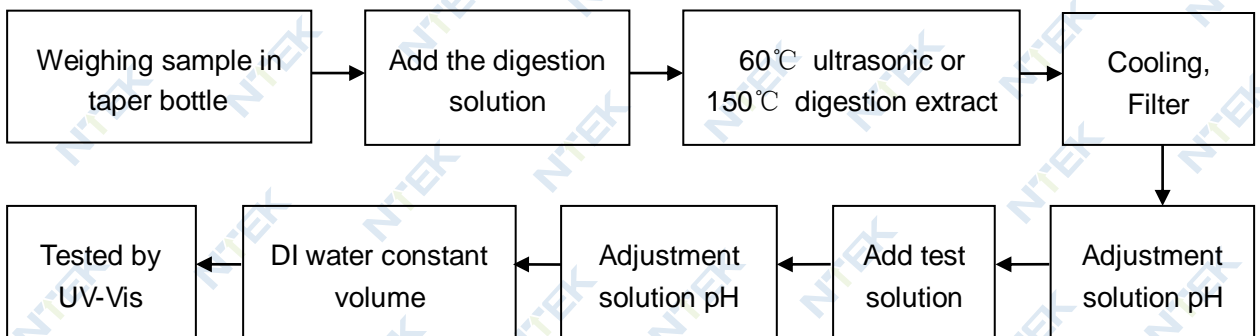 Weighing sample in
taper bottle
Add the digestion
solution
60℃ ultrasonic or
150℃ digestion extract
Cooling,
Filter
Adjustment
solution pH
Add test
solution
Adjustment
solution pH
DI water constant
volume
Tested by
UV-Vis
NTEK